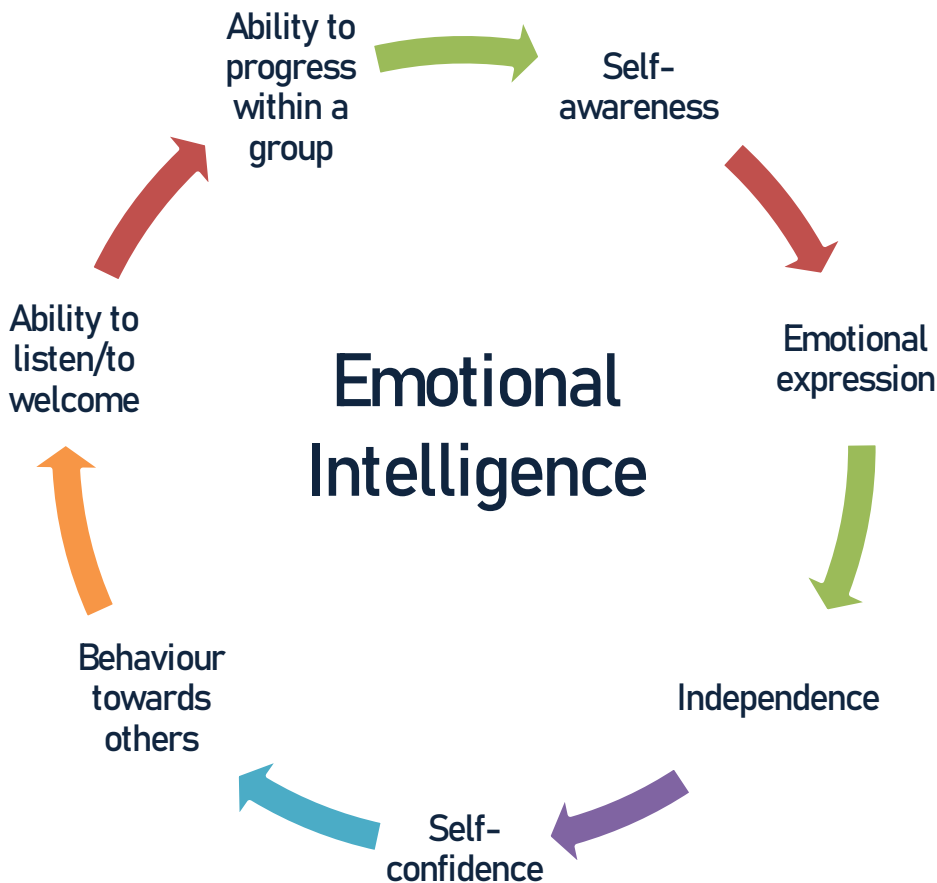 Ability to
progress
within a
group
Self-
awareness
Emotional
expression
Independence
Self-
confidence
Behaviour
towards
others
Ability to
listen/to
welcome
Emotional
Intelligence